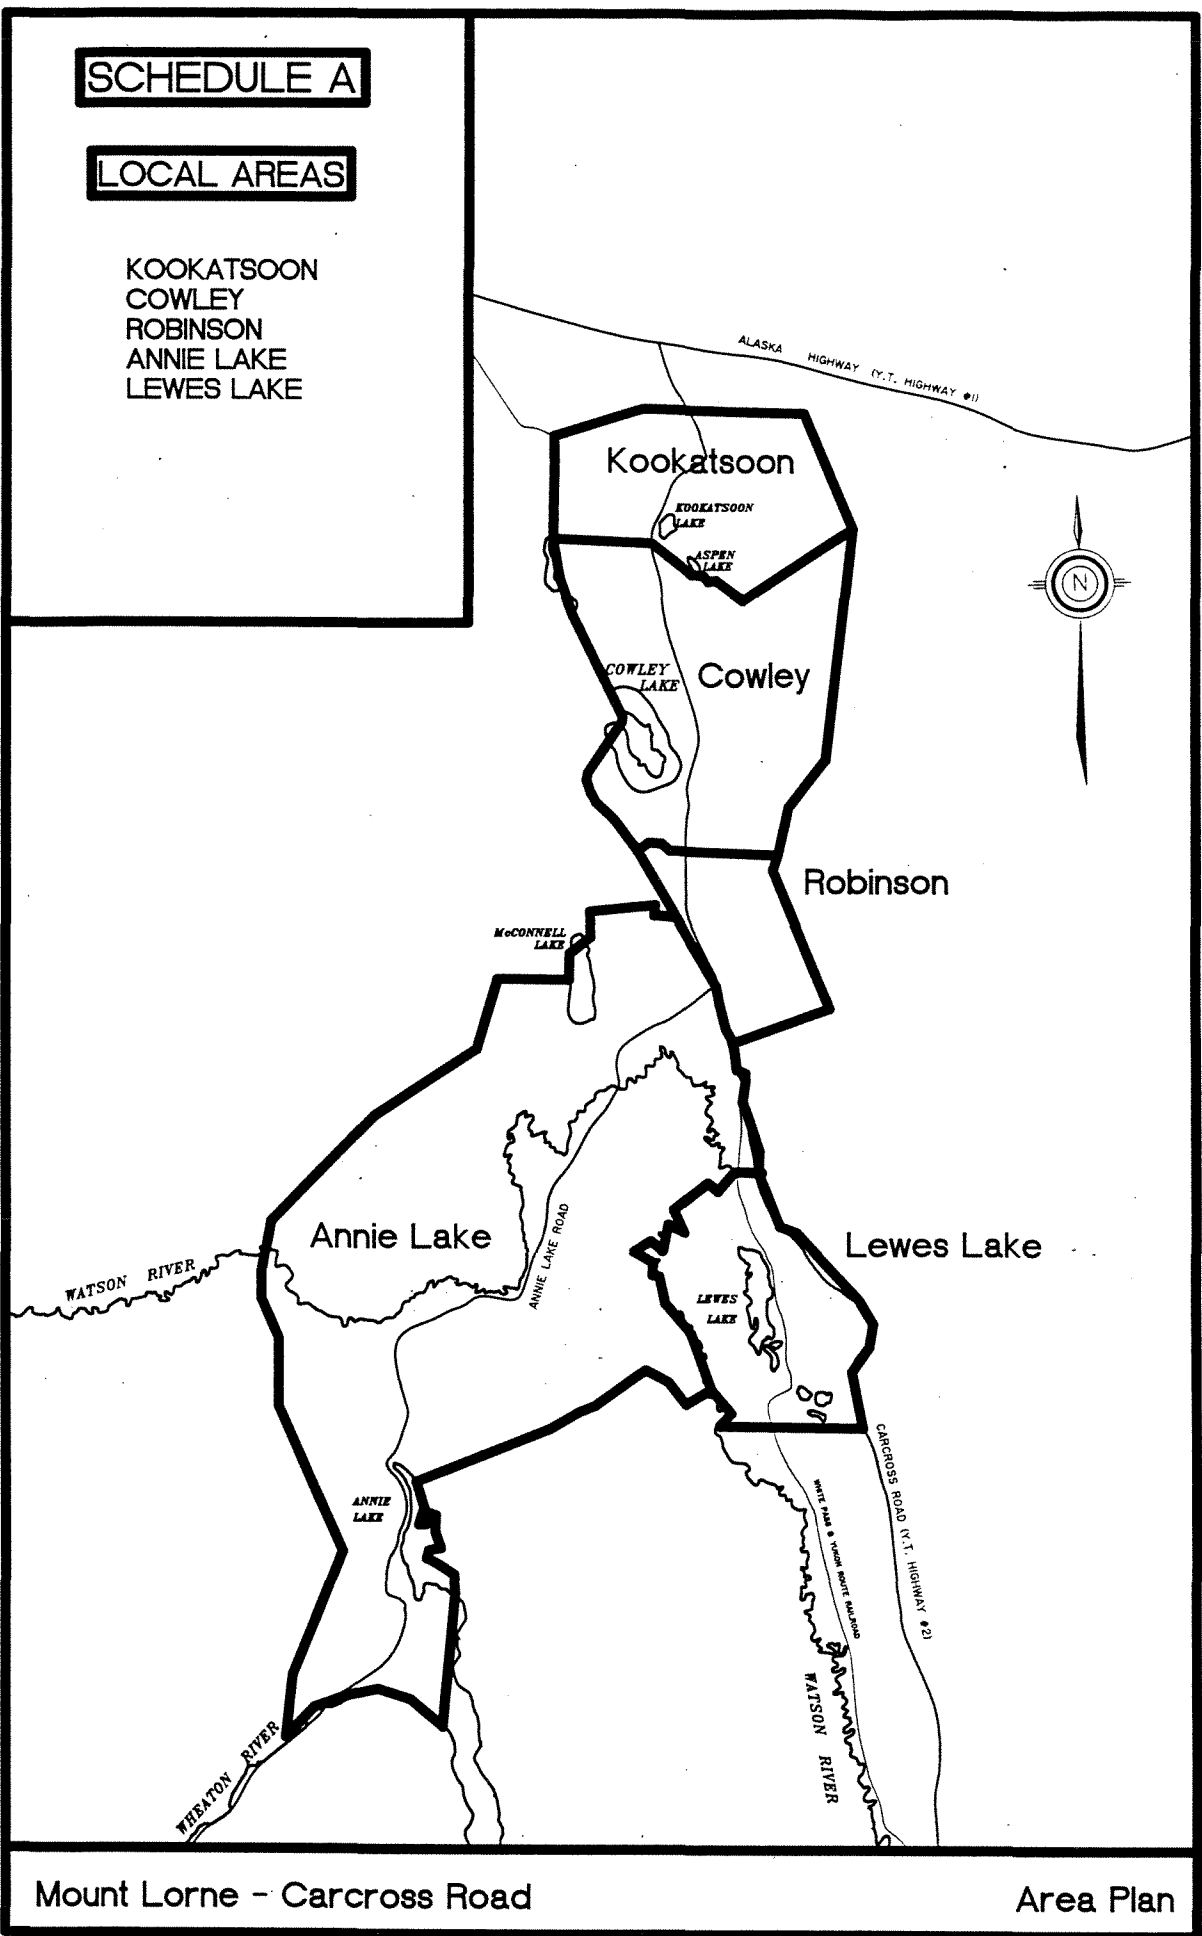 SCHEDULE A
LOCAL AREAS
KOOKATSOON
COWLEY
ROBINSON
ANNIE LAKE
LEWES LAKE
ALASKA HIGHWAY (Y.T. HIGHWAY #1)
Kookatsoon
KOOKATSOON
LAKE
ASPEN
LAKE
N
COWLEY
LAKE
Cowley
Robinson
McCONNELL
LAKE
Annie Lake
ANNIE LAKE ROAD
Lewes Lake
WATSON RIVER
LEWES
LAKE
ANNIE
LAKE
CARCROSS ROAD (Y.T. HIGHWAY #2)
WHITE PASS & YUKON ROUTE RAILROAD
WATSON RIVER
WHEATON RIVER
Mount Lorne - Carcross Road
Area Plan